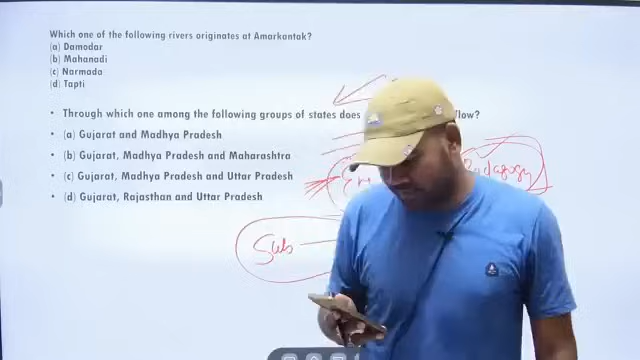 Which one of the following rivers originates at Amarkantak?
(a) Damodar
(b) Mahanadi
(c) Narmada
(d) Tapti
• Through which one among the following groups of states does flow?
• (a) Gujarat and Madhya Pradesh
• (b) Gujarat, Madhya Pradesh and Maharashtra
• (c) Gujarat, Madhya Pradesh and Uttar Pradesh
• (d) Gujarat, Rajasthan and Uttar Pradesh
Pedagogy
Sub